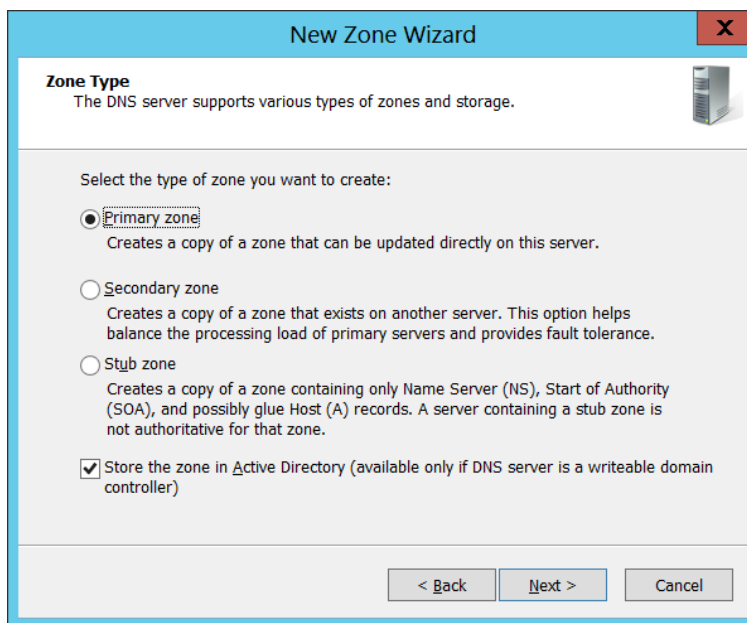 New Zone Wizard
X
Zone Type
The DNS server supports various types of zones and storage.
Select the type of zone you want to create:
Primary zone
Creates a copy of a zone that can be updated directly on this server.
Secondary zone
Creates a copy of a zone that exists on another server. This option helps
balance the processing load of primary servers and provides fault tolerance.
Stub zone
Creates a copy of a zone containing only Name Server (NS), Start of Authority
(SOA), and possibly glue Host (A) records. A server containing a stub zone is
not authoritative for that zone.
Store the zone in Active Directory (available only if DNS server is a writeable domain
controller)
< Back Next > Cancel